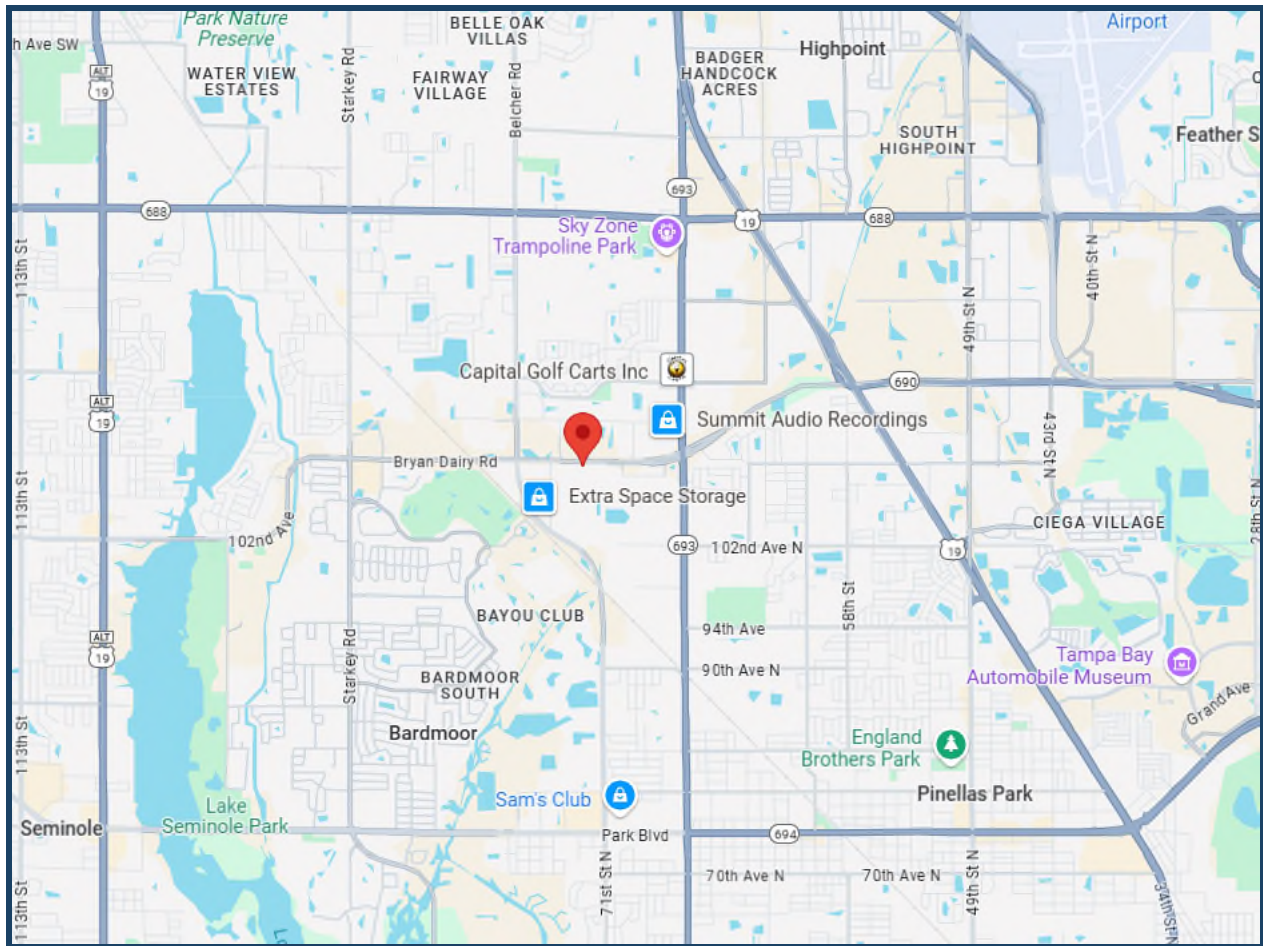 Park Nature
Preserve
BELLE OAK
VILLAS
Airport
h Ave SW
Highpoint
BADGER
HANDCOCK
ACRES
ALT
19
WATER VIEW
ESTATES
Starkey Rd
FAIRWAY
VILLAGE
Belcher Rd
SOUTH
HIGHPOINT
Feather S
693
688
19
688
Sky Zone
Trampoline Park
113th St
40th St N
49th St N
Capital Golf Carts Inc
690
ALT
19
Summit Audio Recordings
43rd St N
Bryan Dairy Rd
113th St
Extra Space Storage
28th St N
CIEGA VILLAGE
102nd Ave
693
102nd Ave N
19
58th St
BAYOU CLUB
94th Ave
ALT
19
Starkey Rd
Tampa Bay
Automobile Museum
90th Ave N
BARDMOOR
SOUTH
Grand Ave
113th St
Bardmoor
England
Brothers Park
Sam's Club
Pinellas Park
Lake
Seminole Park
Seminole
Park Blvd
694
71st St N
70th Ave N
70th Ave N
49th St N
34th St N
113th St